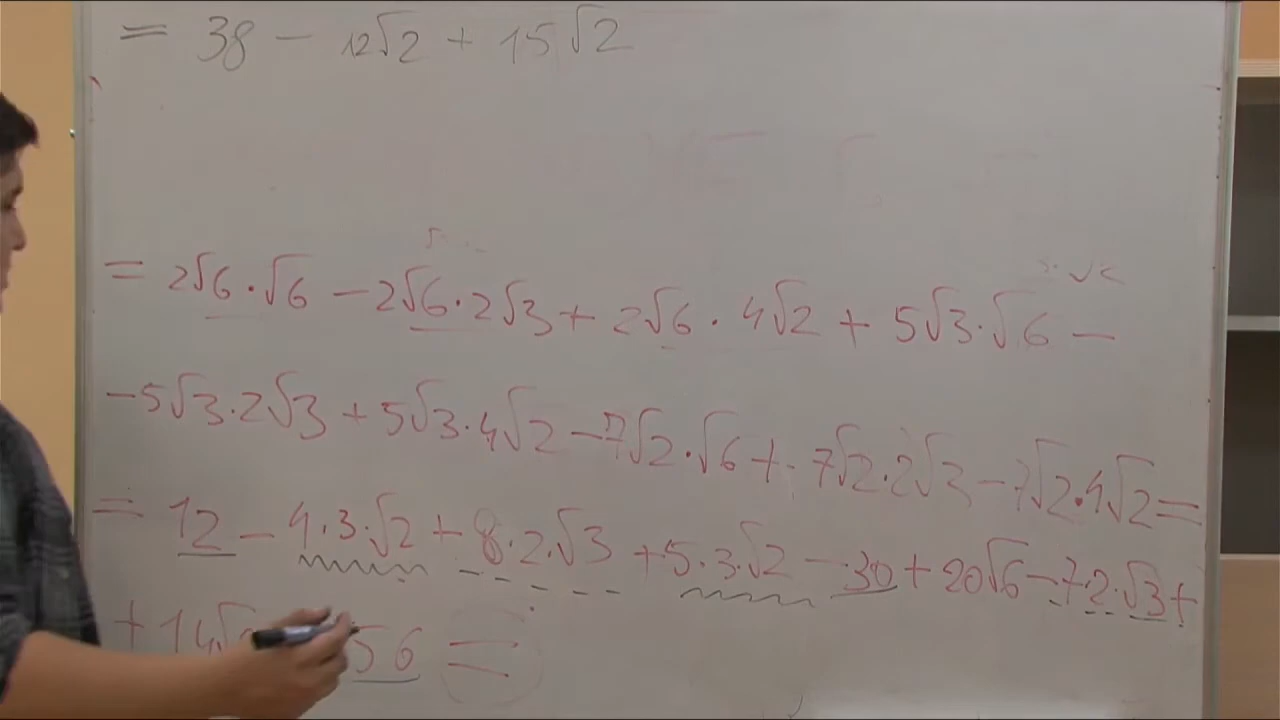 = 38 - 12√2 + 15√2
= 2√6·√6 - 2√6·2√3 + 2√6·4√2 + 5√3·√6 -
-5√3·2√3 + 5√3·4√2 - 7√2·√6 + 7√2·2√3 - 7√2·4√2 =
= 12 - 4·3·√2 + 8·2·√3 + 5·3·√2 - 30 + 20√6 - 7·2·√3 +
+ 14√ 56 =